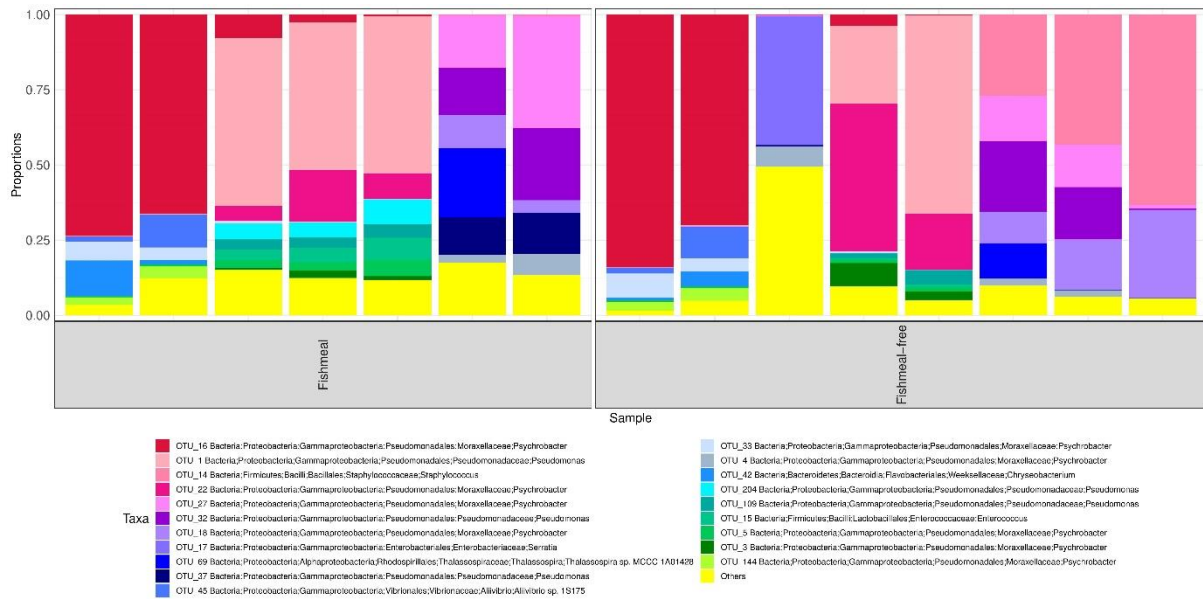 1.00
0.75
0.50
0.25
0.00
Proportions
Fishmeal
Fishmeal-free
Sample
Taxa
OTU_16 Bacteria;Proteobacteria;Gammaproteobacteria;Pseudomonadales;Moraxellaceae;Psychrobacter
OTU_1 Bacteria;Proteobacteria;Gammaproteobacteria;Pseudomonadales;Pseudomonadaceae;Pseudomonas
OTU_14 Bacteria;Firmicutes;Bacilli;Bacillales;Staphylococcaceae;Staphylococcus
OTU_22 Bacteria;Proteobacteria;Gammaproteobacteria;Pseudomonadales;Moraxellaceae;Psychrobacter
OTU_27 Bacteria;Proteobacteria;Gammaproteobacteria;Pseudomonadales;Moraxellaceae;Psychrobacter
OTU_32 Bacteria;Proteobacteria;Gammaproteobacteria;Pseudomonadales;Pseudomonadaceae;Pseudomonas
OTU_18 Bacteria;Proteobacteria;Gammaproteobacteria;Pseudomonadales;Moraxellaceae;Psychrobacter
OTU_17 Bacteria;Proteobacteria;Gammaproteobacteria;Enterobacteriales;Enterobacteriaceae;Serratia
OTU_69 Bacteria;Proteobacteria;Alphaproteobacteria;Rhodospirillales;Thalassospiraceae;Thalassospira;Thalassospira sp. MCCC 1A01428
OTU_37 Bacteria;Proteobacteria;Gammaproteobacteria;Pseudomonadales;Pseudomonadaceae;Pseudomonas
OTU_45 Bacteria;Proteobacteria;Gammaproteobacteria;Vibrionales;Vibrionaceae;Aliivibrio;Aliivibrio sp. 1S175
OTU_33 Bacteria;Proteobacteria;Gammaproteobacteria;Pseudomonadales;Moraxellaceae;Psychrobacter
OTU_4 Bacteria;Proteobacteria;Gammaproteobacteria;Pseudomonadales;Moraxellaceae;Psychrobacter
OTU_42 Bacteria;Bacteroidetes;Bacteroidia;Flavobacteriales;Weeksellaceae;Chryseobacterium
OTU_204 Bacteria;Proteobacteria;Gammaproteobacteria;Pseudomonadales;Pseudomonadaceae;Pseudomonas
OTU_109 Bacteria;Proteobacteria;Gammaproteobacteria;Pseudomonadales;Pseudomonadaceae;Pseudomonas
OTU_15 Bacteria;Firmicutes;Bacilli;Lactobacillales;Enterococcaceae;Enterococcus
OTU_5 Bacteria;Proteobacteria;Gammaproteobacteria;Pseudomonadales;Moraxellaceae;Psychrobacter
OTU_3 Bacteria;Proteobacteria;Gammaproteobacteria;Pseudomonadales;Moraxellaceae;Psychrobacter
OTU_144 Bacteria;Proteobacteria;Gammaproteobacteria;Pseudomonadales;Moraxellaceae;Psychrobacter
Others